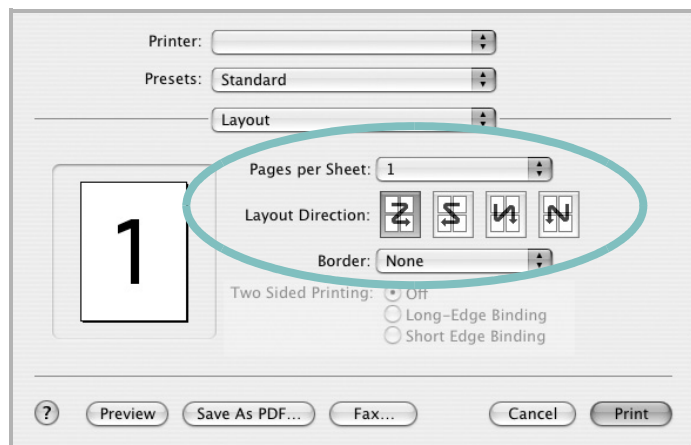 Printer:
Presets: Standard
Layout
Pages per Sheet: 1
1
Layout Direction:
Border: None
Two Sided Printing: Off
Long-Edge Binding
Short Edge Binding
? Preview Save As PDF... Fax... Cancel Print